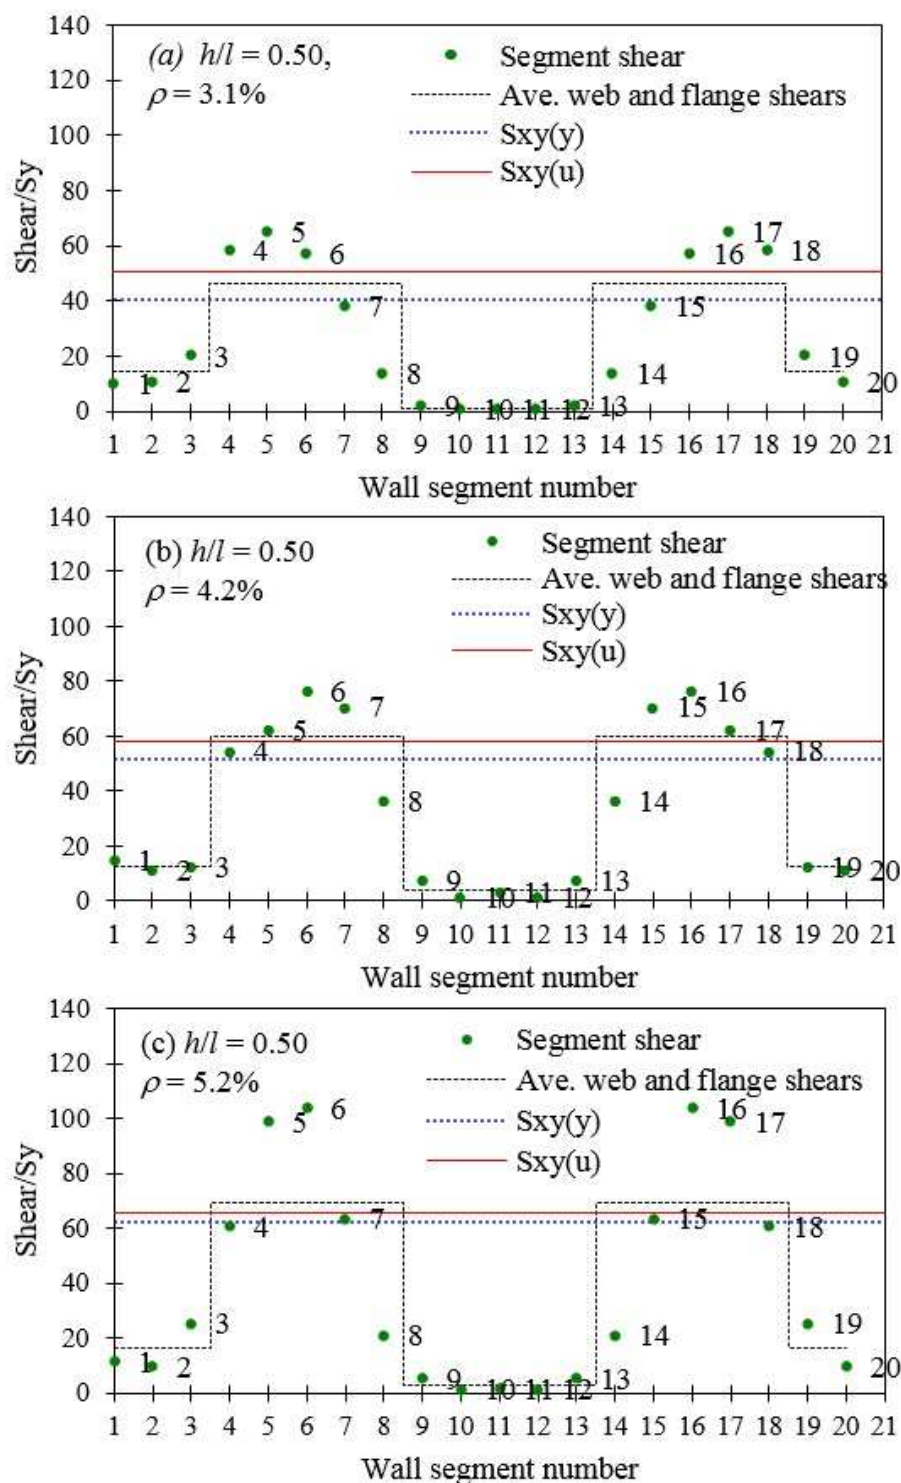 140
120
100
80
60
40
20
0
Shear/Sy
(a) h/l = 0.50,
ρ = 3.1%
Segment shear
Ave. web and flange shears
Sxy(y)
Sxy(u)
1 2 3 4 5 6 7 8 9 10 11 12 13 14 15 16 17 18 19 20
1 2 3 4 5 6 7 8 9 10 11 12 13 14 15 16 17 18 19 20 21
Wall segment number
140
120
100
80
60
40
20
0
Shear/Sy
(b) h/l = 0.50
ρ = 4.2%
Segment shear
Ave. web and flange shears
Sxy(y)
Sxy(u)
1 2 3 4 5 6 7 8 9 10 11 12 13 14 15 16 17 18 19 20
1 2 3 4 5 6 7 8 9 10 11 12 13 14 15 16 17 18 19 20 21
Wall segment number
140
120
100
80
60
40
20
0
Shear/Sy
(c) h/l = 0.50
ρ = 5.2%
Segment shear
Ave. web and flange shears
Sxy(y)
Sxy(u)
1 2 3 4 5 6 7 8 9 10 11 12 13 14 15 16 17 18 19 20
1 2 3 4 5 6 7 8 9 10 11 12 13 14 15 16 17 18 19 20 21
Wall segment number